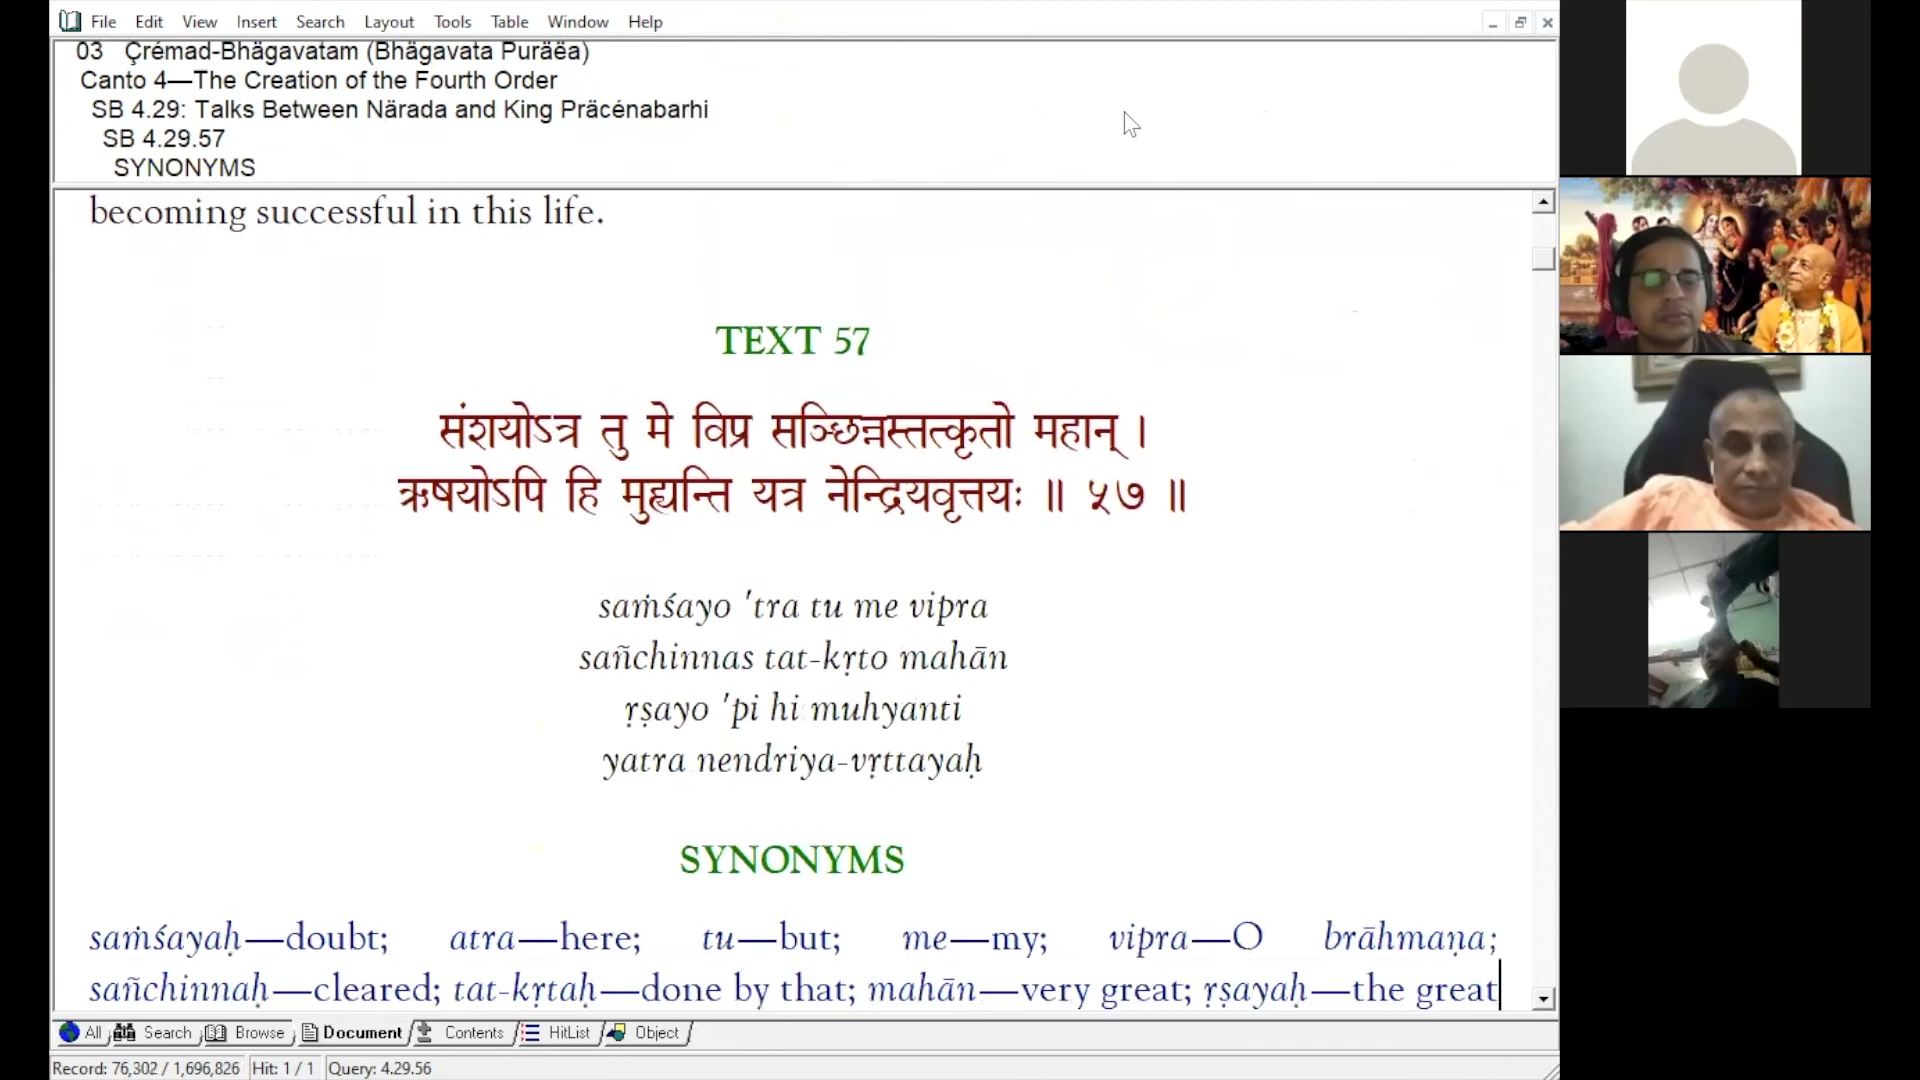 File Edit View Insert Search Layout Tools Table Window Help
03 Çrémad-Bhägavatam (Bhägavata Puräëa)
Canto 4—The Creation of the Fourth Order
SB 4.29: Talks Between Närada and King Präcénabarhi
SB 4.29.57
SYNONYMS
becoming successful in this life.
TEXT 57
संशयोऽत्र तु मे विप्र सञ्छिन्नस्तत्कृतो महान् ।
ऋषयोऽपि हि मुह्यन्ति यत्र नेन्द्रियवृत्तयः ॥ ५७ ॥
saṁśayo 'tra tu me vipra
sañchinnas tat-kṛto mahān
ṛṣayo 'pi hi muhyanti
yatra nendriya-vṛttayaḥ
SYNONYMS
saṁśayaḥ—doubt; atra—here; tu—but; me—my; vipra—O brāhmaṇa;
sañchinnaḥ—cleared; tat-kṛtaḥ—done by that; mahān—very great; ṛṣayaḥ—the great
All Search Browse Document Contents HitList Object
Record: 76,302 / 1,696,826 Hit: 1 / 1 Query: 4.29.56